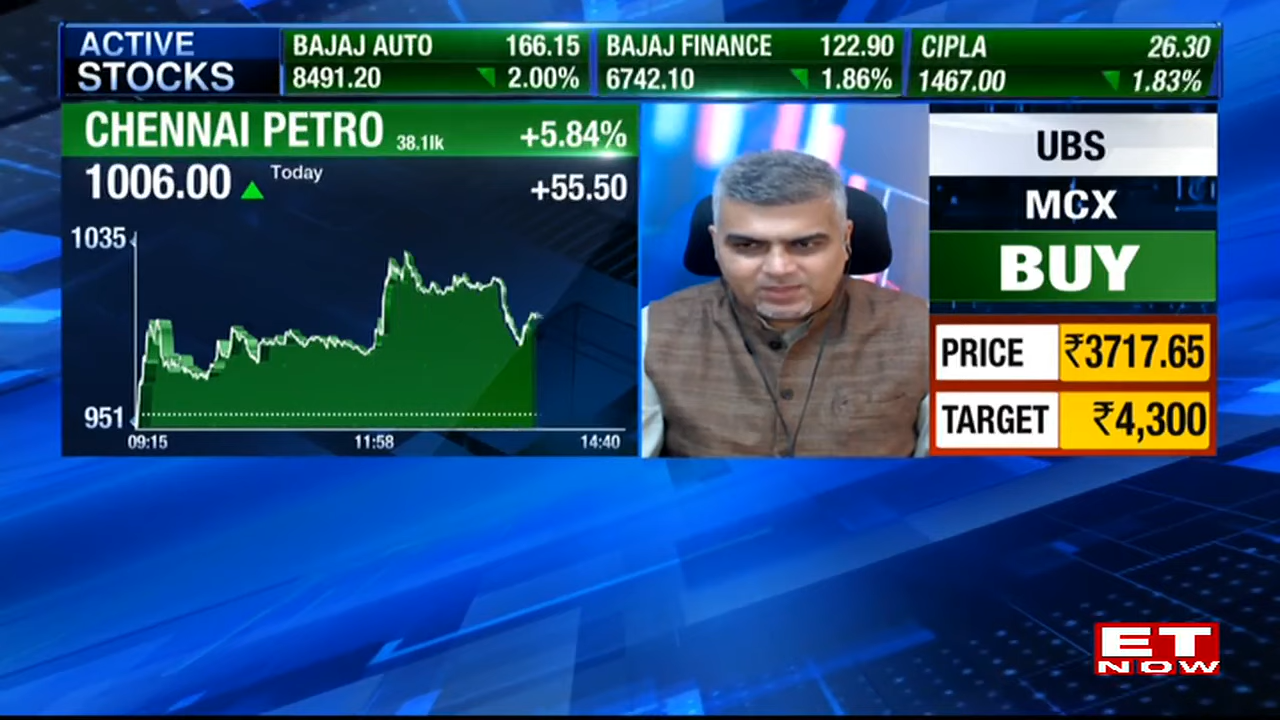 ACTIVE
STOCKS
BAJAJ AUTO 166.15
8491.20 2.00%
BAJAJ FINANCE 122.90
6742.10 1.86%
CIPLA 26.30
1467.00 1.83%
CHENNAI PETRO 38.1lk +5.84%
1006.00 Today +55.50
1035
951
09:15 11:58 14:40
UBS
MCX
BUY
PRICE ₹3717.65
TARGET ₹4,300
ET
NOW